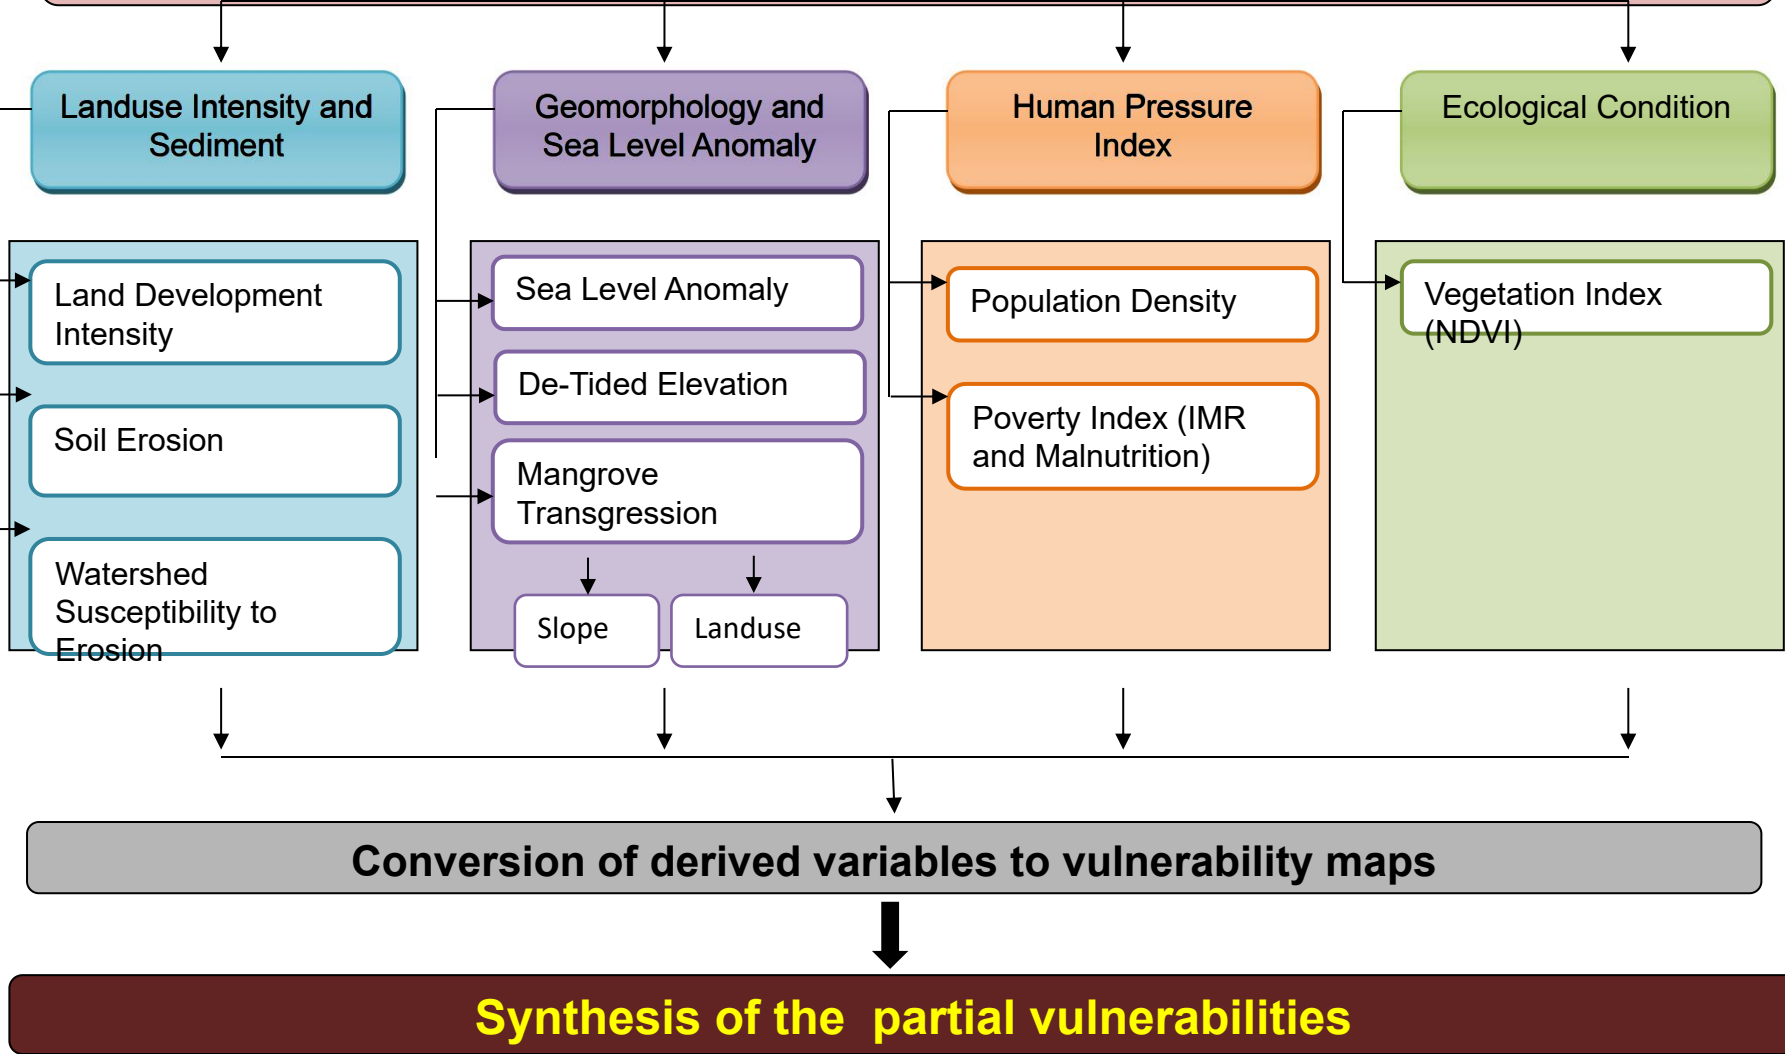 Landuse Intensity and
Sediment
Geomorphology and
Sea Level Anomaly
Human Pressure
Index
Ecological Condition
Land Development
Intensity
Soil Erosion
Watershed
Susceptibility to
Erosion
Sea Level Anomaly
De-Tided Elevation
Mangrove
Transgression
Slope
Landuse
Population Density
Poverty Index (IMR
and Malnutrition)
Vegetation Index
(NDVI)
Conversion of derived variables to vulnerability maps
Synthesis of the  partial vulnerabilities